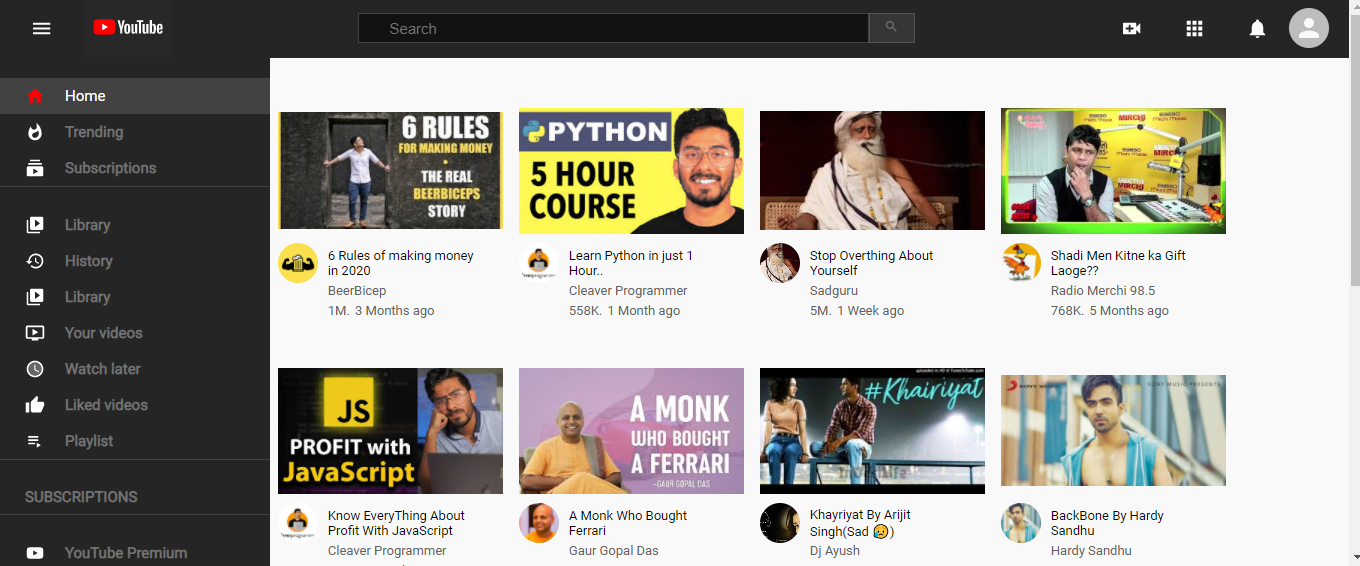 YouTube
Search
Home
Trending
Subscriptions
Library
History
Library
Your videos
Watch later
Liked videos
Playlist
SUBSCRIPTIONS
YouTube Premium
6 RULES
FOR MAKING MONEY
THE REAL
BEERBICEPS
STORY
6 Rules of making money
in 2020
BeerBicep
1M. 3 Months ago
PYTHON
5 HOUR
COURSE
Learn Python in just 1
Hour..
Cleaver Programmer
558K. 1 Month ago
Stop Overthing About
Yourself
Sadguru
5M. 1 Week ago
MIRCHI
MIRCHI
Shadi Men Kitne ka Gift
Laoge??
Radio Merchi 98.5
768K. 5 Months ago
JS
PROFIT with
JavaScript
Know EveryThing About
Profit With JavaScript
Cleaver Programmer
A MONK
WHO BOUGHT
A FERRARI
-GAUR GOPAL DAS
A Monk Who Bought
Ferrari
Gaur Gopal Das
#Khairiyat
Khayriyat By Arijit
Singh(Sad 😥)
Dj Ayush
SONY MUSIC
SONY MUSIC PRESENTS
BackBone By Hardy
Sandhu
Hardy Sandhu